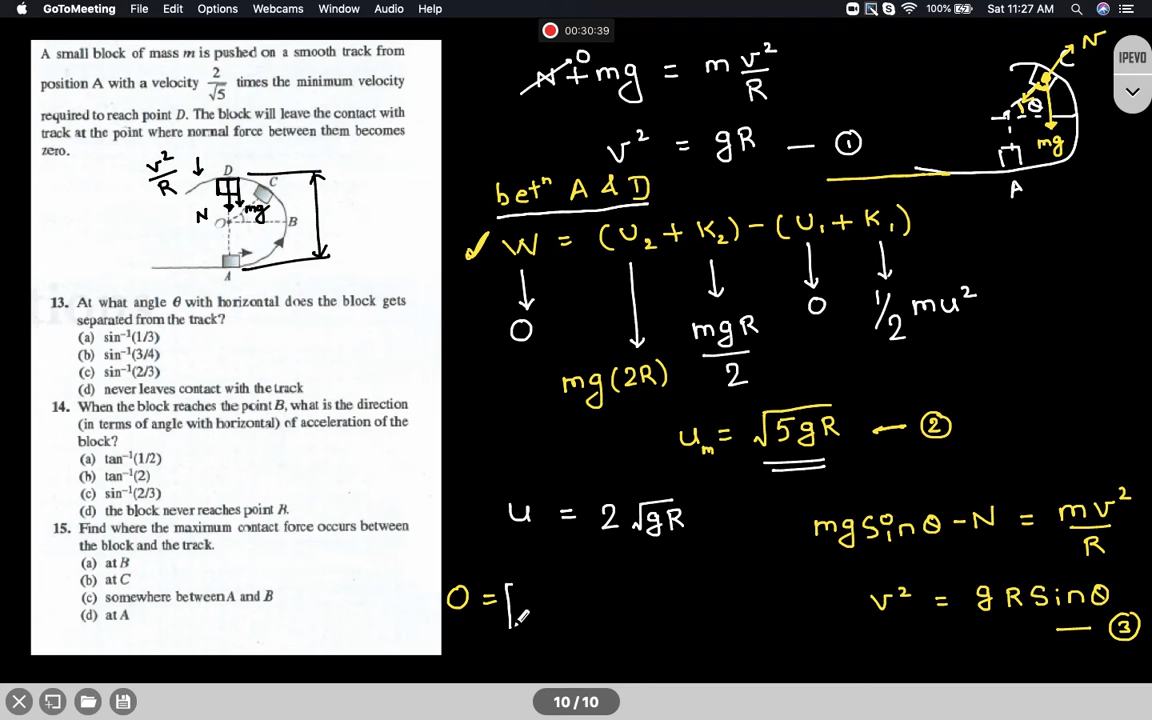 GoToMeeting File Edit Options Webcams Window Audio Help 100% Sat 11:27 AM
00:30:39
IPEVO
A small block of mass m is pushed on a smooth track from
position A with a velocity 2/√5 times the minimum velocity
required to reach point D. The block will leave the contact with
track at the point where normal force between them becomes
zero.
v²/R ↓ D
C
N mg
O B
A
13. At what angle θ with horizontal does the block gets
separated from the track?
(a) sin⁻¹(1/3)
(b) sin⁻¹(3/4)
(c) sin⁻¹(2/3)
(d) never leaves contact with the track
14. When the block reaches the point B, what is the direction
(in terms of angle with horizontal) of acceleration of the
block?
(a) tan⁻¹(1/2)
(b) tan⁻¹(2)
(c) sin⁻¹(2/3)
(d) the block never reaches point B.
15. Find where the maximum contact force occurs between
the block and the track.
(a) at B
(b) at C
(c) somewhere between A and B
(d) at A
N 0 + mg = m v²/R
v² = gR — ①
betⁿ A & D
✓ W = (U₂ + K₂) - (U₁ + K₁)
↓ ↓ ↓ ↓ ↓
0 mg(2R) mgR/2 0 1/2 mu²
uₘ = √5gR — ②
u = 2 √gR
0 = [
N
C
θ
mg
A
mg Sinθ - N = mv²/R
v² = gR Sinθ
— ③
10 / 10